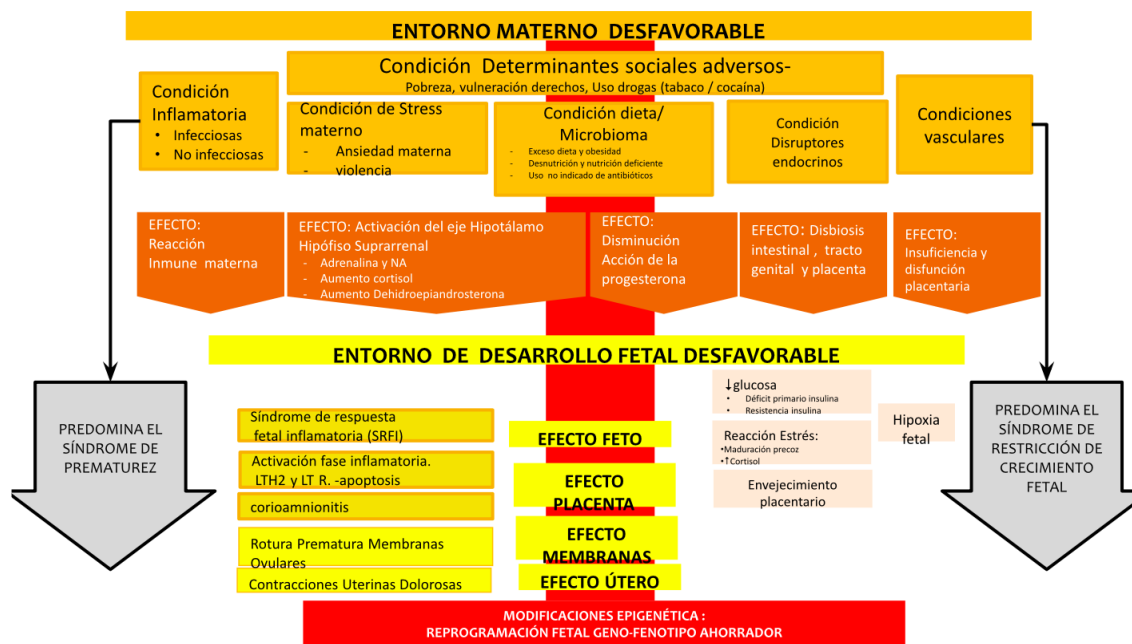 ENTORNO MATERNO DESFAVORABLE
Condición Determinantes sociales adversos-
Pobreza, vulneración derechos, Uso drogas (tabaco / cocaína)
Condición
Inflamatoria
• Infecciosas
• No infecciosas
Condición de Stress
materno
- Ansiedad materna
- violencia
Condición dieta/
Microbioma
- Exceso dieta y obesidad
- Desnutrición y nutrición deficiente
- Uso no indicado de antibióticos
Condición
Disruptores
endocrinos
Condiciones
vasculares
EFECTO:
Reacción
Inmune materna
EFECTO: Activación del eje Hipotálamo
Hipófiso Suprarrenal
- Adrenalina y NA
- Aumento cortisol
- Aumento Dehidroepiandrosterona
EFECTO:
Disminución
Acción de la
progesterona
EFECTO: Disbiosis
intestinal , tracto
genital y placenta
EFECTO:
Insuficiencia y
disfunción
placentaria
ENTORNO DE DESARROLLO FETAL DESFAVORABLE
PREDOMINA EL
SÍNDROME DE
PREMATUREZ
Síndrome de respuesta
fetal inflamatoria (SRFI)
Activación fase inflamatoria.
LTH2 y LT R. -apoptosis
corioamnionitis
Rotura Prematura Membranas
Ovulares
Contracciones Uterinas Dolorosas
EFECTO FETO
EFECTO
PLACENTA
EFECTO
MEMBRANAS
EFECTO ÚTERO
↓glucosa
• Déficit primario insulina
• Resistencia insulina
Reacción Estrés:
•Maduración precoz
•↑Cortisol
Envejecimiento
placentario
Hipoxia
fetal
PREDOMINA EL
SÍNDROME DE
RESTRICCIÓN DE
CRECIMIENTO
FETAL
MODIFICACIONES EPIGENÉTICA :
REPROGRAMACIÓN FETAL GENO-FENOTIPO AHORRADOR